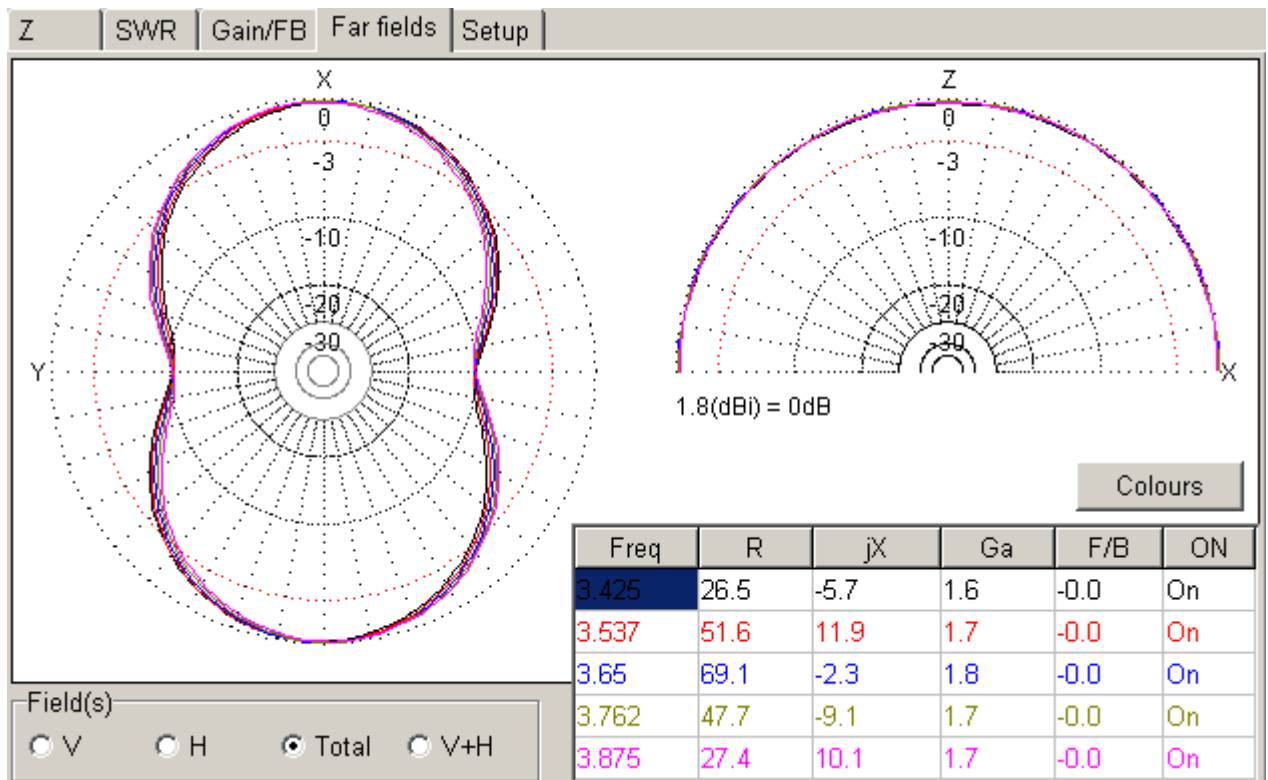 Z SWR Gain/FB Far fields Setup
X
0
-3
-10
-20
-30
Y
Z
0
-3
-10
-20
-30
X
1.8(dBi) = 0dB
Colours
Freq R jX Ga F/B ON
3.425 26.5 -5.7 1.6 -0.0 On
3.537 51.6 11.9 1.7 -0.0 On
3.65 69.1 -2.3 1.8 -0.0 On
3.762 47.7 -9.1 1.7 -0.0 On
3.875 27.4 10.1 1.7 -0.0 On
Field(s)
V H Total V+H